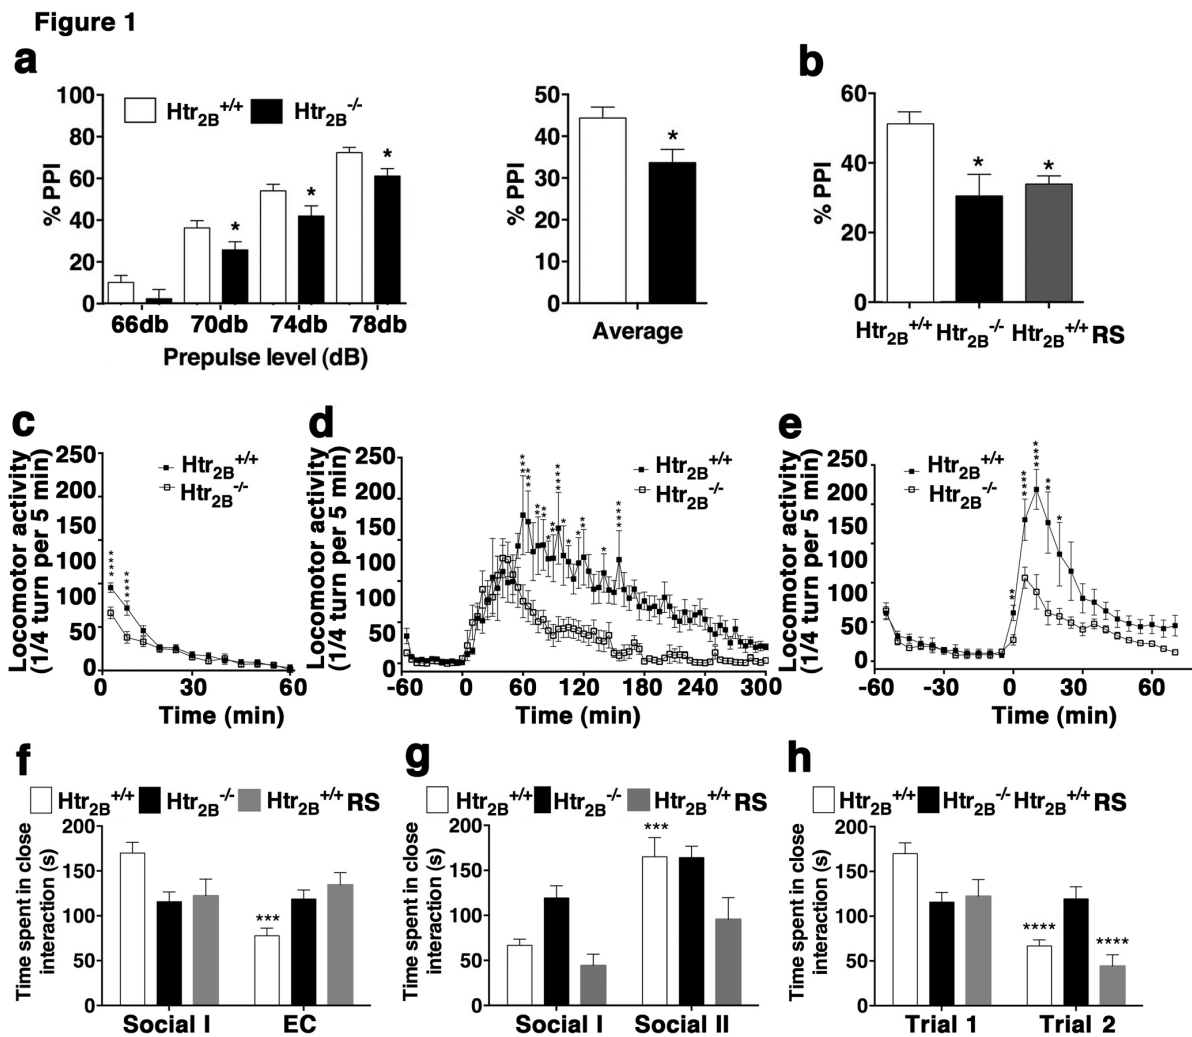 Figure 1
a
% PPI
100
80
60
40
20
0
Htr2B+/+
Htr2B-/-
*
*
*
66db 70db 74db 78db
Prepulse level (dB)
% PPI
50
40
30
20
10
0
*
Average
b
% PPI
60
40
20
0
*
*
Htr2B+/+ Htr2B-/- Htr2B+/+ RS
c
Locomotor activity
(1/4 turn per 5 min)
250
200
150
100
100
50
0
Htr2B+/+
Htr2B-/-
0 30 60
Time (min)
d
Locomotor activity
(1/4 turn per 5 min)
250
200
150
100
100
50
0
Htr2B+/+
Htr2B-/-
-60 0 60 120 180 240 300
Time (min)
e
Locomotor activity
(1/4 turn per 5 min)
250
200
150
100
100
50
0
Htr2B+/+
Htr2B-/-
****
****
**
*
**
-60 -30 0 30 60
Time (min)
f
Htr2B+/+ Htr2B-/- Htr2B+/+ RS
Time spent in close
interaction (s)
200
150
100
50
0
***
Social I EC
g
Htr2B+/+ Htr2B-/- Htr2B+/+ RS
Time spent in close
interaction (s)
200
150
100
50
0
***
Social I Social II
h
Htr2B+/+ Htr2B-/- Htr2B+/+ RS
Time spent in close
interaction (s)
200
150
100
50
0
****
****
Trial 1 Trial 2